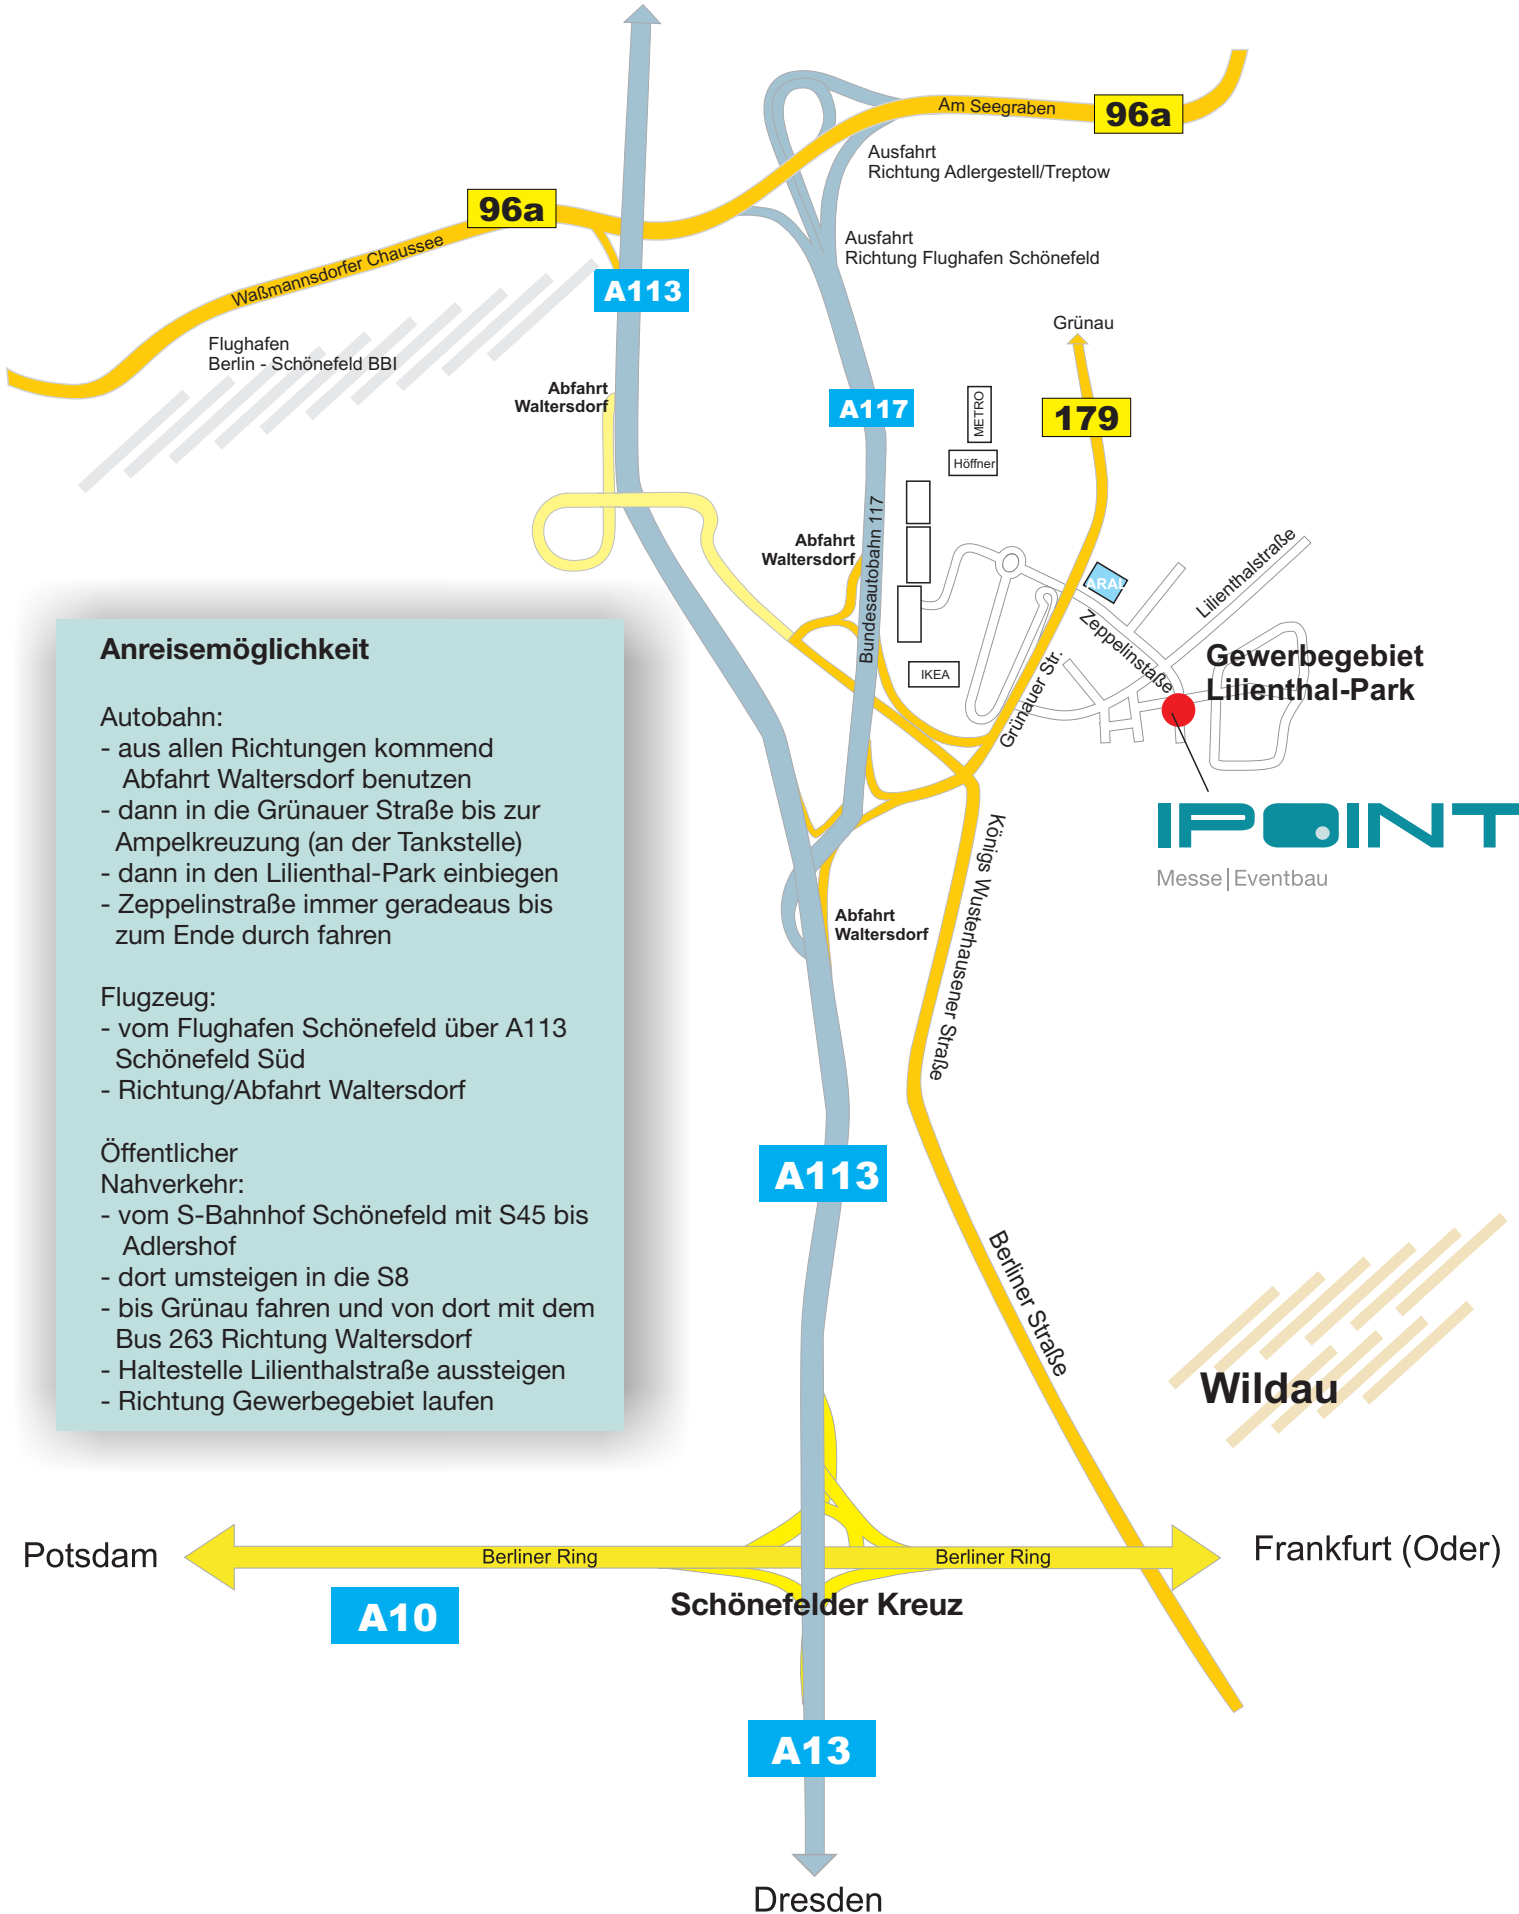 Am Seegraben
96a
Ausfahrt
Richtung Adlergestell/Treptow
96a
Waßmannsdorfer Chaussee
Ausfahrt
Richtung Flughafen Schönefeld
A113
Flughafen
Berlin - Schönefeld BBI
Grünau
Abfahrt
Waltersdorf
A117
METRO
179
Höffner
Bundesautobahn 117
Abfahrt
Waltersdorf
ARAL
Lilienthalstraße
Zeppelinstaße
Gewerbegebiet
Lilienthal-Park
IKEA
Grünauer Str.
IPOINT
Messe|Eventbau
Königs Wusterhausener Straße
Abfahrt
Waltersdorf
Anreisemöglichkeit
Autobahn:
- aus allen Richtungen kommend
Abfahrt Waltersdorf benutzen
- dann in die Grünauer Straße bis zur
Ampelkreuzung (an der Tankstelle)
- dann in den Lilienthal-Park einbiegen
- Zeppelinstraße immer geradeaus bis
zum Ende durch fahren
Flugzeug:
- vom Flughafen Schönefeld über A113
Schönefeld Süd
- Richtung/Abfahrt Waltersdorf
Öffentlicher
Nahverkehr:
- vom S-Bahnhof Schönefeld mit S45 bis
Adlershof
- dort umsteigen in die S8
- bis Grünau fahren und von dort mit dem
Bus 263 Richtung Waltersdorf
- Haltestelle Lilienthalstraße aussteigen
- Richtung Gewerbegebiet laufen
A113
Berliner Straße
Wildau
Potsdam
Berliner Ring
Berliner Ring
Frankfurt (Oder)
Schönefelder Kreuz
A10
A13
Dresden